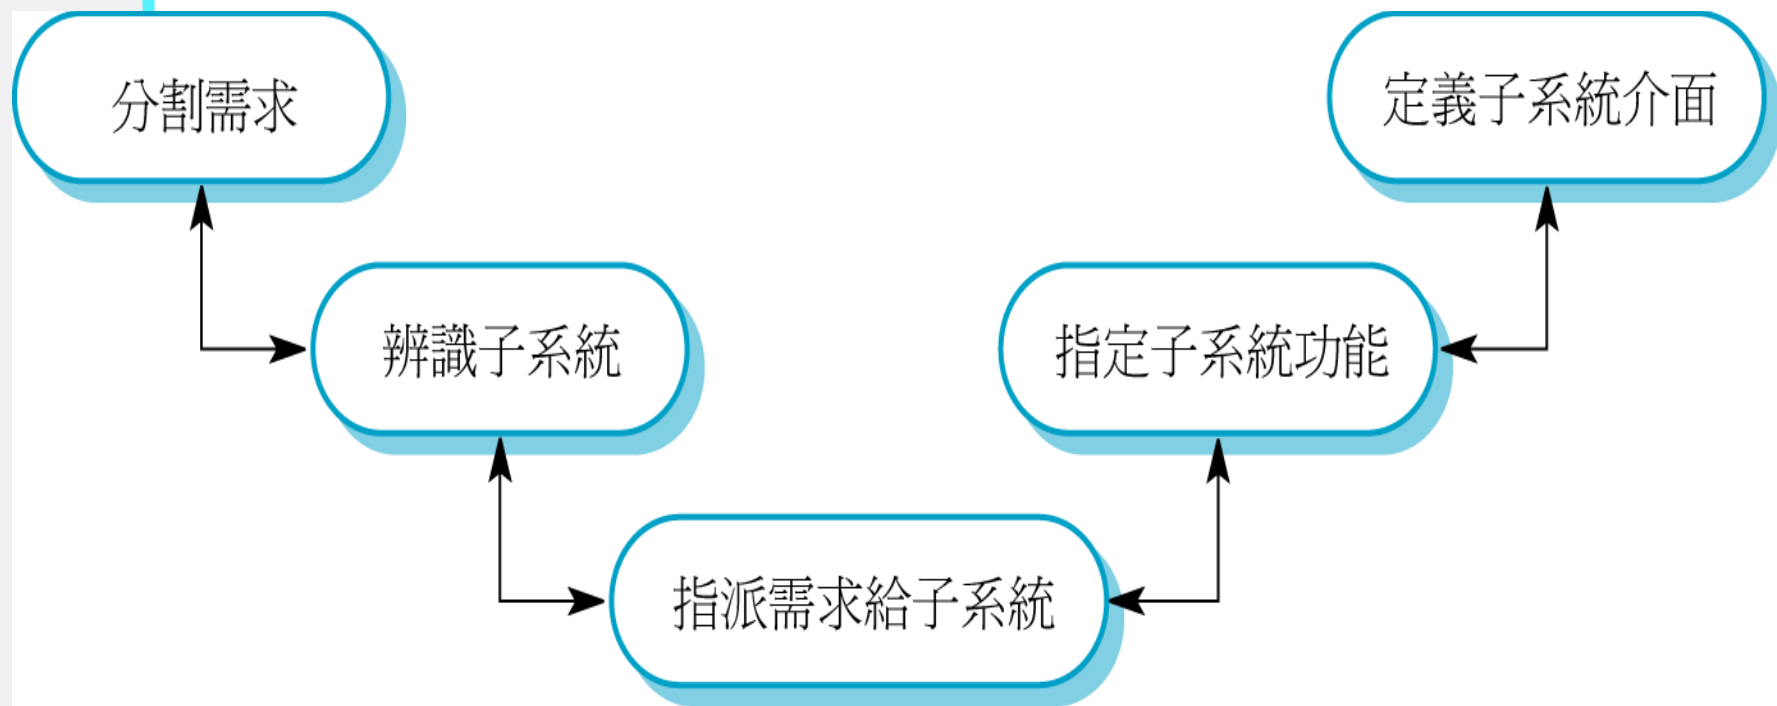 分割需求
定義子系統介面
辨識子系統
指定子系統功能
指派需求給子系統